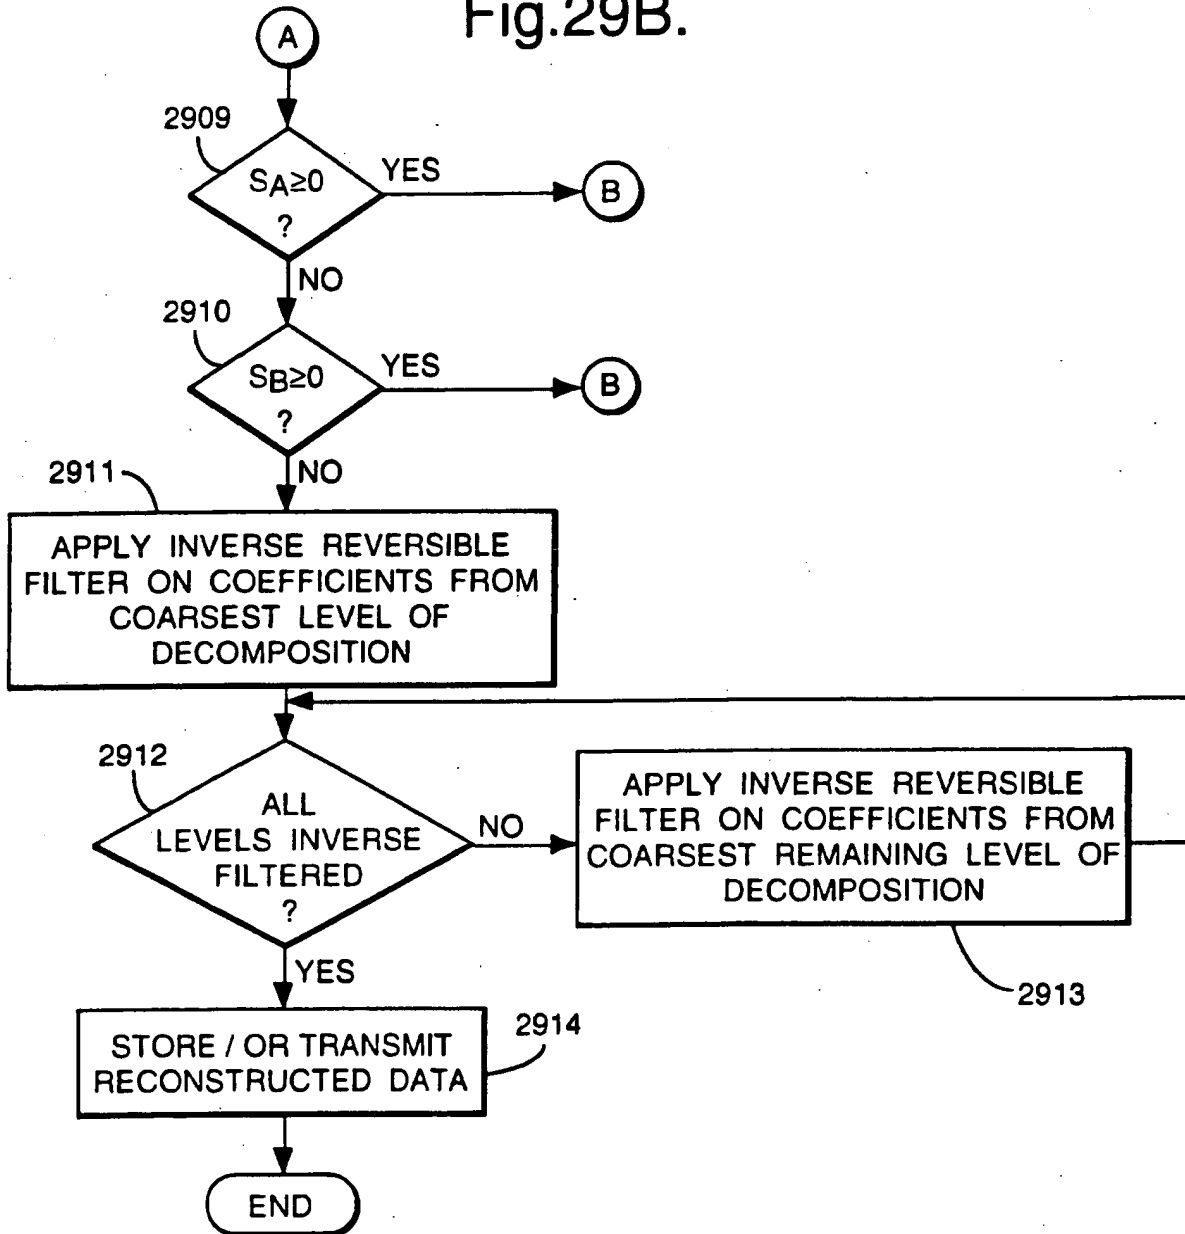 Fig.29B.
A
2909
SA≥0
?
YES
B
NO
2910
SB≥0
?
YES
B
NO
2911
APPLY INVERSE REVERSIBLE
FILTER ON COEFFICIENTS FROM
COARSEST LEVEL OF
DECOMPOSITION
2912
ALL
LEVELS INVERSE
FILTERED
?
NO
APPLY INVERSE REVERSIBLE
FILTER ON COEFFICIENTS FROM
COARSEST REMAINING LEVEL OF
DECOMPOSITION
2913
YES
STORE / OR TRANSMIT
RECONSTRUCTED DATA
2914
END